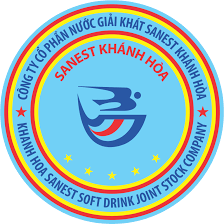 CÔNG TY CỔ PHẦN NƯỚC GIẢI KHÁT SANEST KHÁNH HÒA
SANEST KHÁNH HÒA
KHANH HOA SANEST SOFT DRINK JOINT STOCK COMPANY